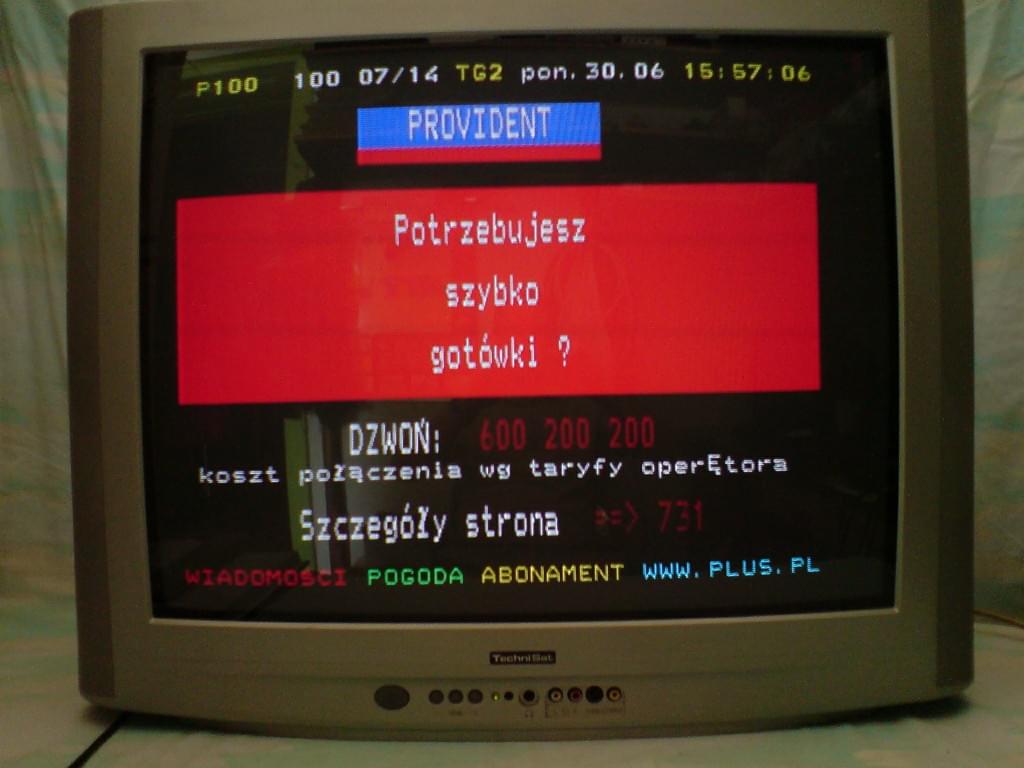 P100 100 07/14 TG2 pon.30.06 15:57:06
PROVIDENT
Potrzebujesz
szybko
gotówki ?
DZWOŃ: 600 200 200
koszt połączenia wg taryfy operĘtora
Szczegóły strona ==> 731
WIADOMOŚCI POGODA ABONAMENT WWW.PLUS.PL
TechniSat